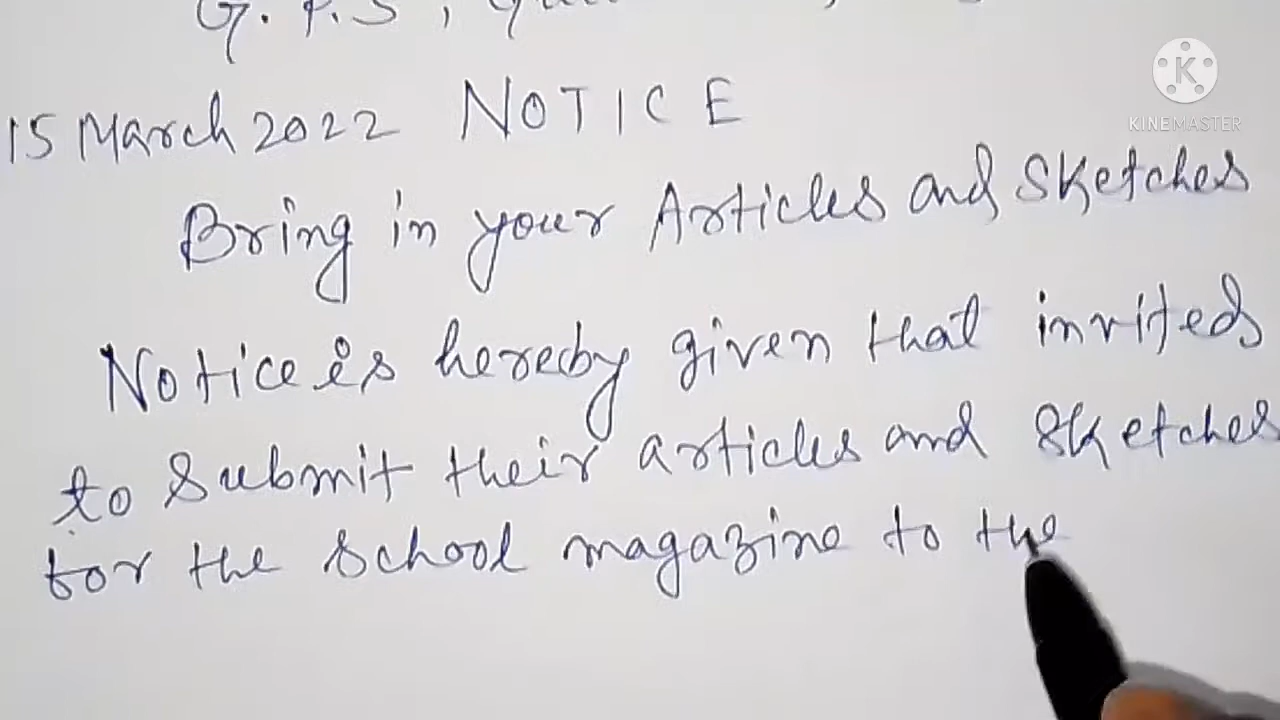 G. P. S,
15 March 2022 NOTICE
Bring in your Articles and Sketches
Notice is hereby given that invited
to submit their articles and sketches
for the school magazine to the
KINEMASTER